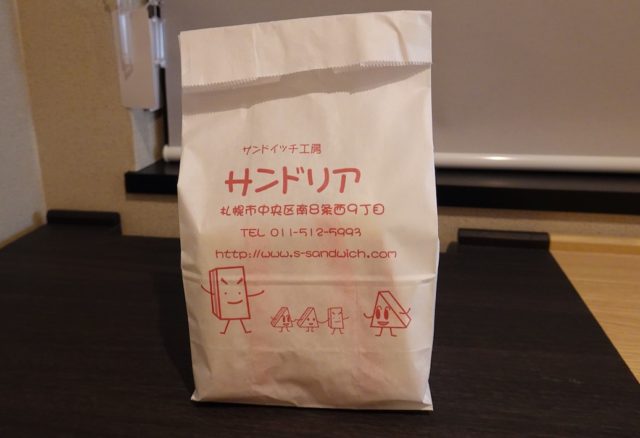 サンドイッチ工房
サンドリア
札幌市中央区南8条西9丁目
TEL 011-512-5993
http://www.s-sandwich.com